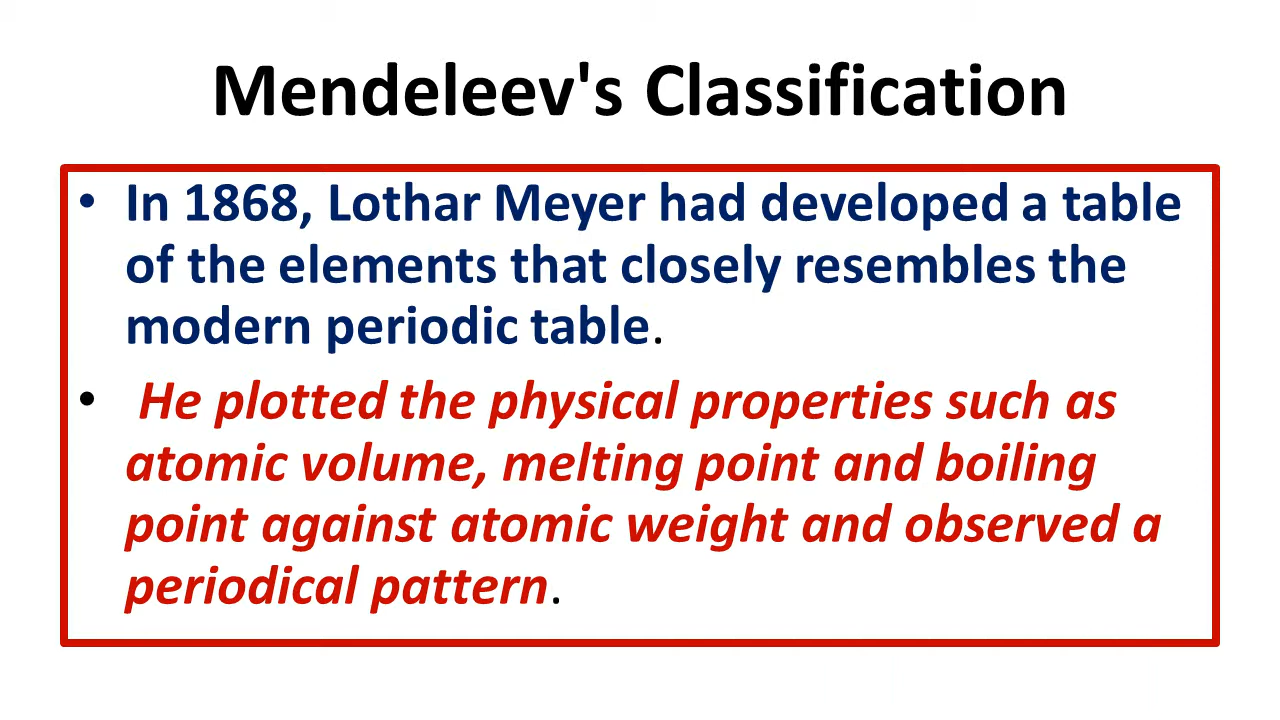 Mendeleev's Classification
• In 1868, Lothar Meyer had developed a table
of the elements that closely resembles the
modern periodic table.
• He plotted the physical properties such as
atomic volume, melting point and boiling
point against atomic weight and observed a
periodical pattern.